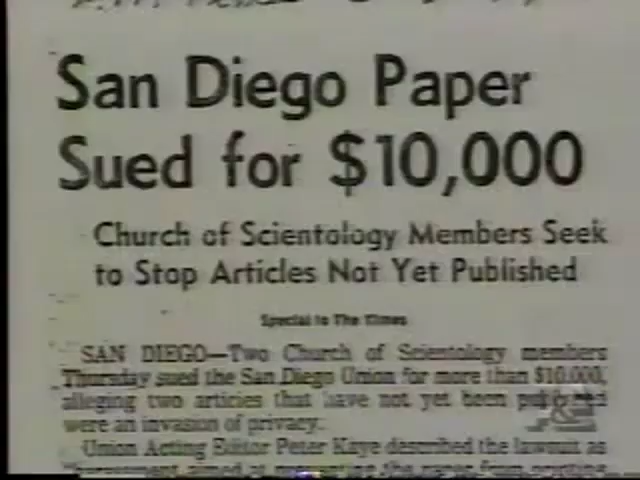 San Diego Paper
Sued for $10,000
Church of Scientology Members Seek
to Stop Articles Not Yet Published
Special to The Times
SAN DIEGO—Two Church of Scientology members
Thursday sued the San Diego Union for more than $10,000,
alleging two articles that have not yet been published
were an invasion of privacy.
Union Acting Editor Peter Kaye described the lawsuit as